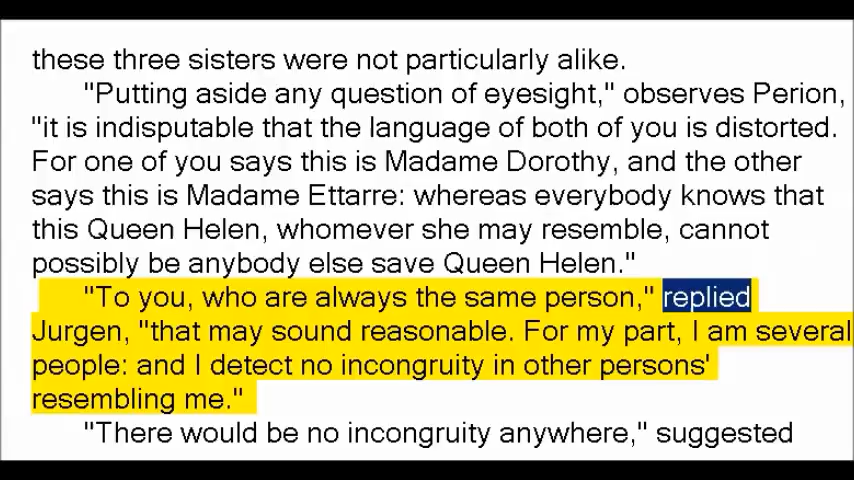 these three sisters were not particularly alike.
"Putting aside any question of eyesight," observes Perion,
"it is indisputable that the language of both of you is distorted.
For one of you says this is Madame Dorothy, and the other
says this is Madame Ettarre: whereas everybody knows that
this Queen Helen, whomever she may resemble, cannot
possibly be anybody else save Queen Helen."
"To you, who are always the same person," replied
Jurgen, "that may sound reasonable. For my part, I am several
people: and I detect no incongruity in other persons'
resembling me."
"There would be no incongruity anywhere," suggested